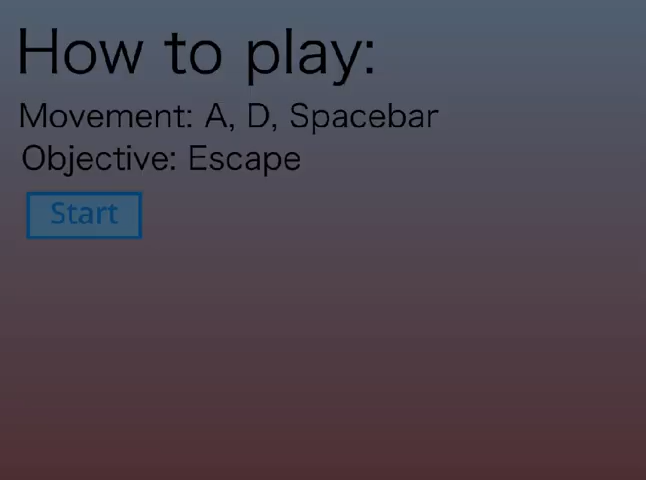 How to play:
Movement: A, D, Spacebar
Objective: Escape
Start